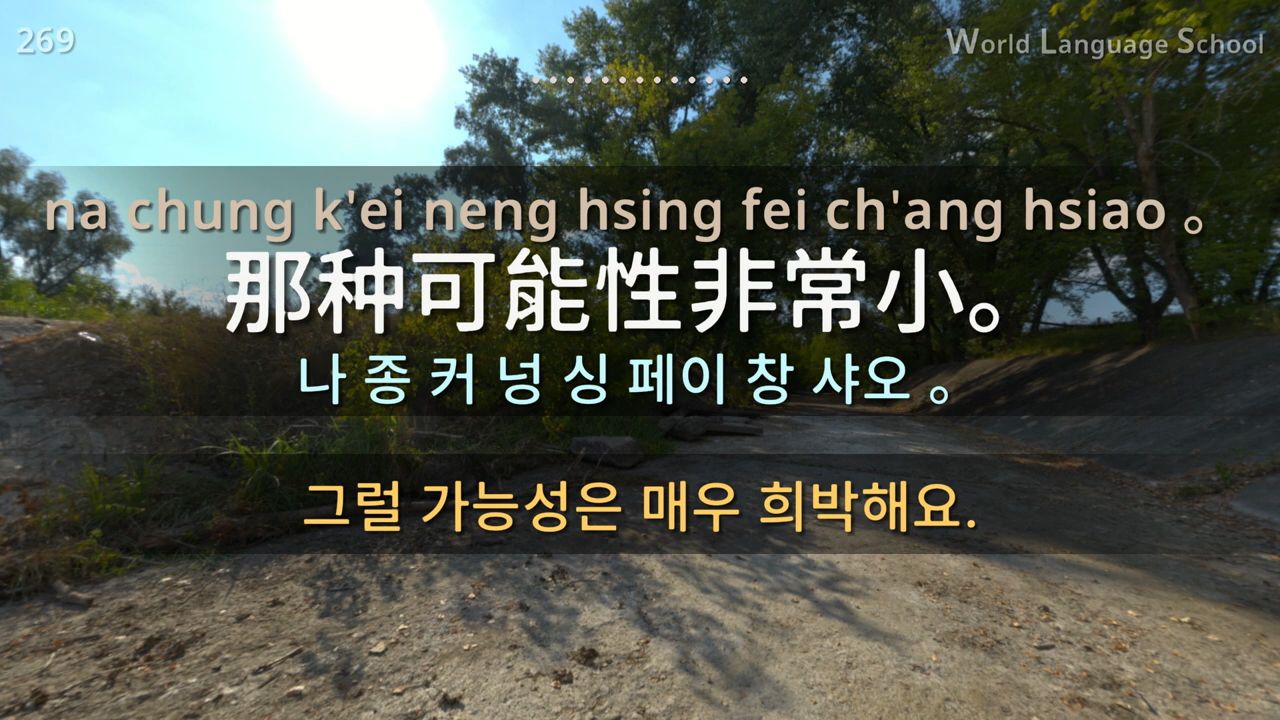 269
World Language School
.............
na chung k'ei neng hsing fei ch'ang hsiao 。
那种可能性非常小。
나 종 커 넝 싱 페이 창 샤오 。
그럴 가능성은 매우 희박해요.